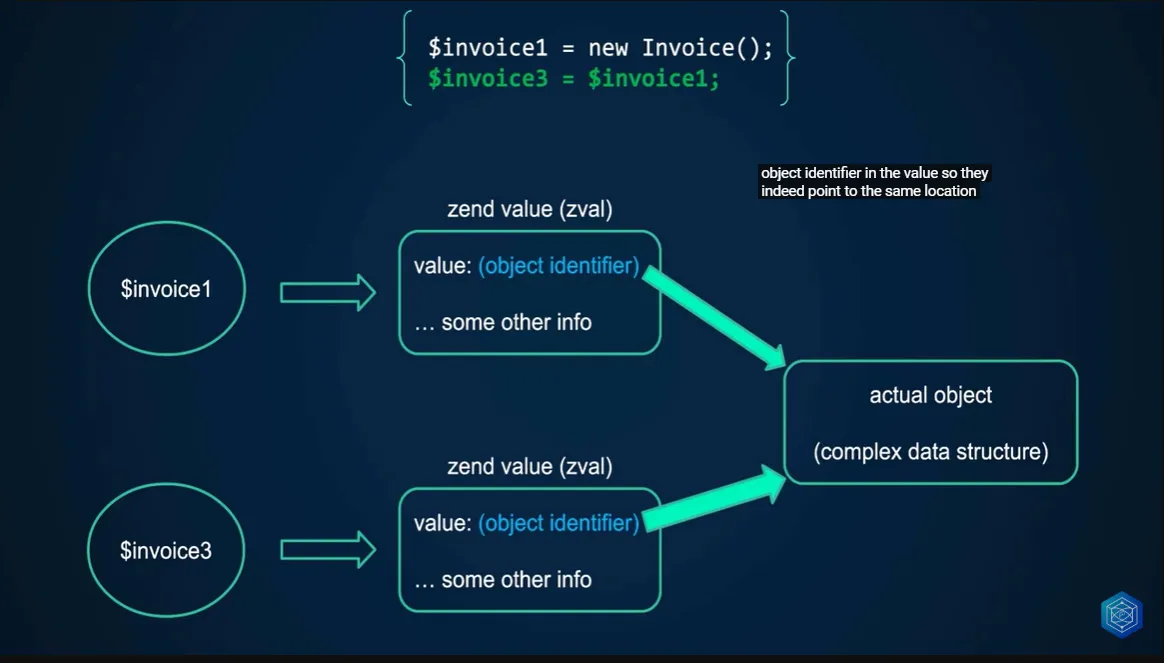 $invoice1 = new Invoice();
$invoice3 = $invoice1;
object identifier in the value so they
indeed point to the same location
zend value (zval)
$invoice1
value: (object identifier)
… some other info
actual object
(complex data structure)
zend value (zval)
$invoice3
value: (object identifier)
… some other info